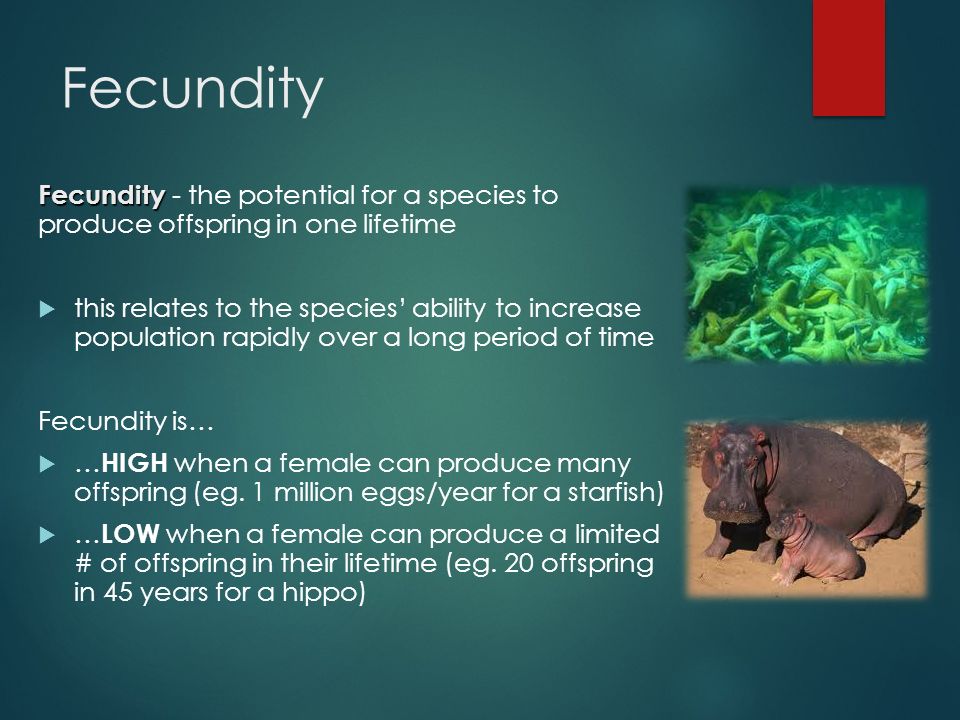 Fecundity
Fecundity - the potential for a species to
produce offspring in one lifetime
this relates to the species’ ability to increase
population rapidly over a long period of time
Fecundity is…
…HIGH when a female can produce many
offspring (eg. 1 million eggs/year for a starfish)
…LOW when a female can produce a limited
# of offspring in their lifetime (eg. 20 offspring
in 45 years for a hippo)